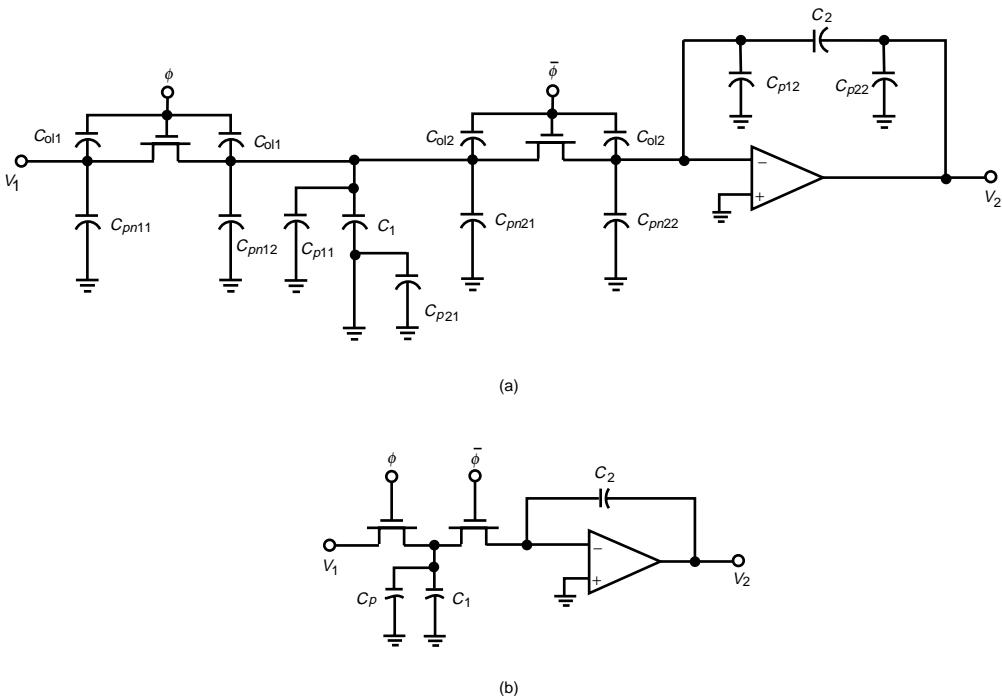 C2
ϕ
ϕ̄
Cp12
Cp22
Col1
Col1
Col2
Col2
V1
−
+
V2
Cpn11
Cpn12
Cp11
C1
Cpn21
Cpn22
Cp21
(a)
ϕ
ϕ̄
C2
V1
−
+
V2
Cp
C1
(b)